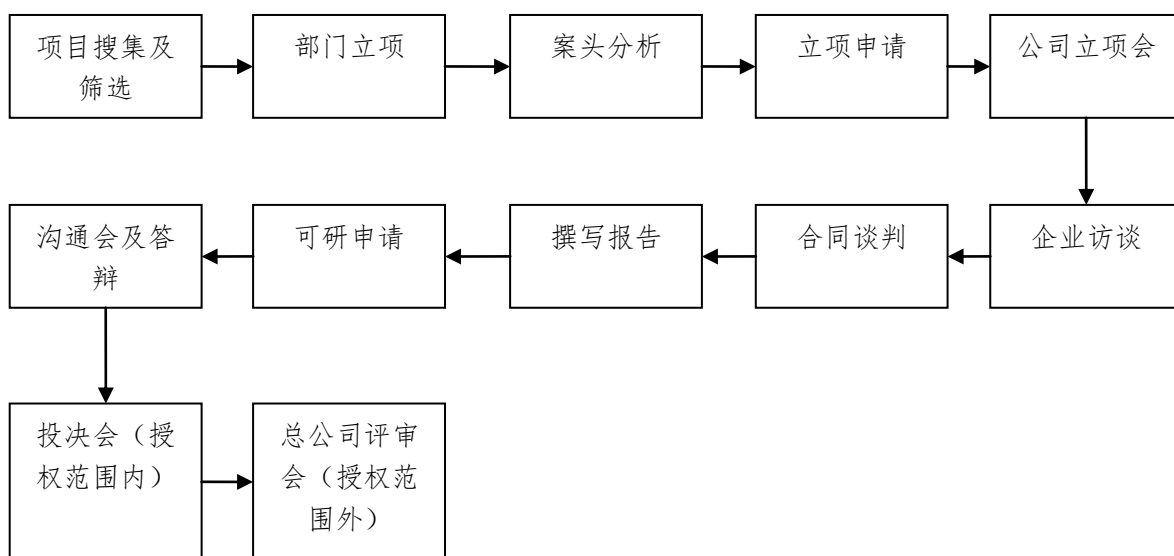 项目搜集及
筛选
部门立项
案头分析
立项申请
公司立项会
企业访谈
合同谈判
撰写报告
可研申请
沟通会及答
辩
投决会（授
权范围内）
总公司评审
会（授权范
围外）